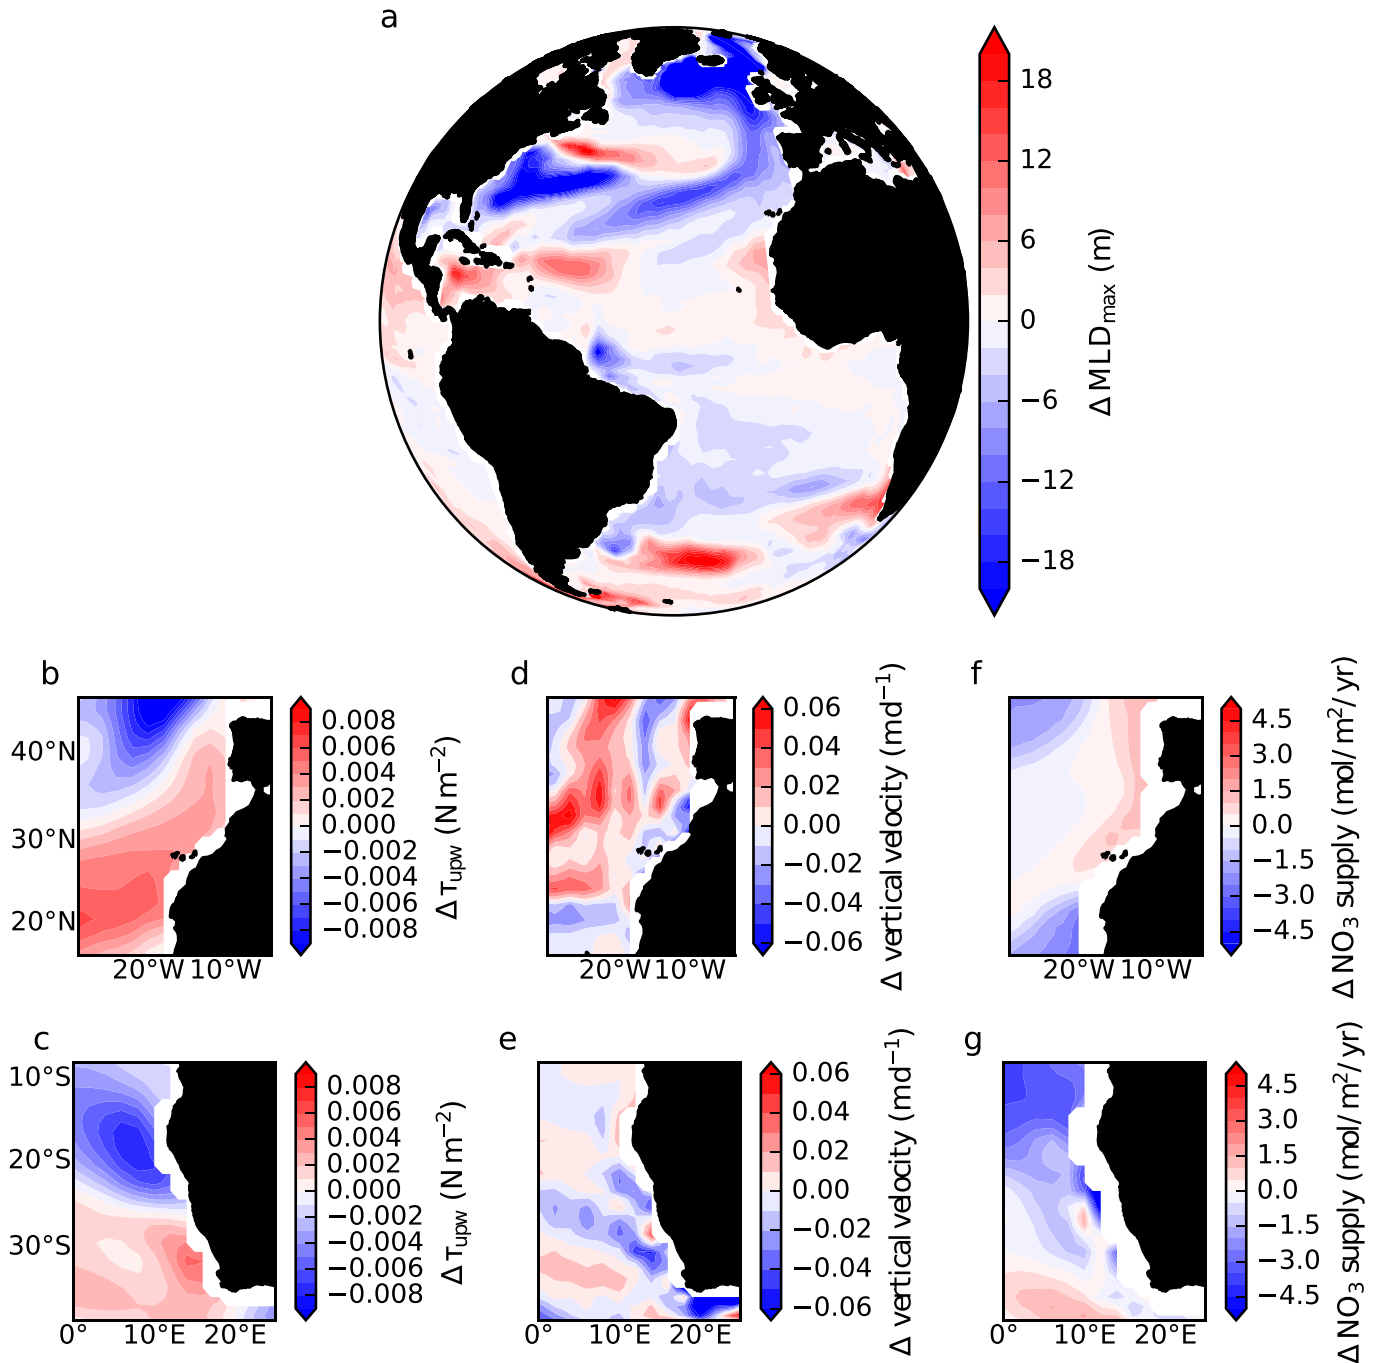 a
18
12
6
0
−6
−12
−18
Δ MLDmax (m)
b
40°N
30°N
20°N
20°W 10°W
0.008
0.006
0.004
0.002
0.000
−0.002
−0.004
−0.006
−0.008
Δ τupw (N m−2)
d
20°W 10°W
0.06
0.04
0.02
0.00
−0.02
−0.04
−0.06
Δ vertical velocity (md−1)
f
20°W 10°W
4.5
3.0
1.5
0.0
−1.5
−3.0
−4.5
Δ NO3 supply (mol/m2/yr)
c
10°S
20°S
30°S
0° 10°E 20°E
0.008
0.006
0.004
0.002
0.000
−0.002
−0.004
−0.006
−0.008
Δ τupw (N m−2)
e
0° 10°E 20°E
0.06
0.04
0.02
0.00
−0.02
−0.04
−0.06
Δ vertical velocity (md−1)
g
0° 10°E 20°E
4.5
3.0
1.5
0.0
−1.5
−3.0
−4.5
Δ NO3 supply (mol/m2/yr)